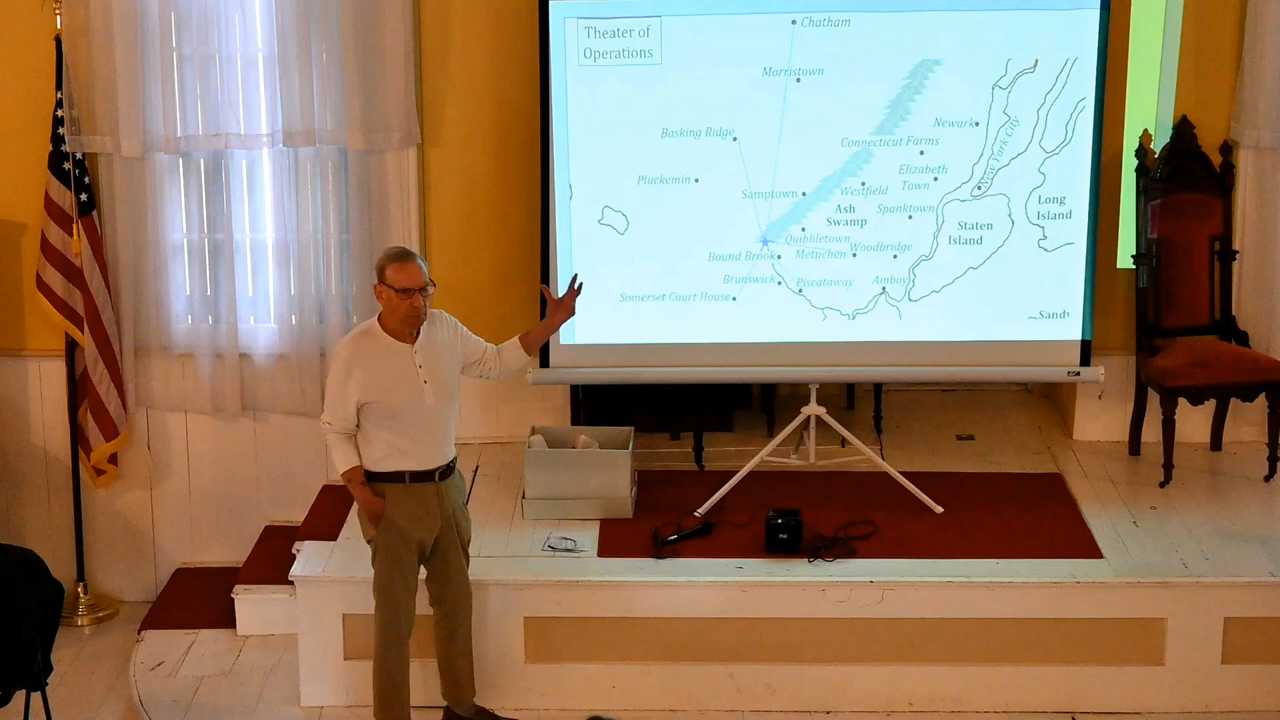 Theater of
Operations
Chatham
Morristown
Newark
Basking Ridge
Connecticut Farms
New York City
Elizabeth
Town
Pluckemin
Samptown
Westfield
Long
Island
Ash
Swamp
Spanktown
Staten
Island
Quibbletown
Woodbridge
Bound Brook
Metuchen
Brunswick
Piscataway
Amboy
Somerset Court House
~Sandy